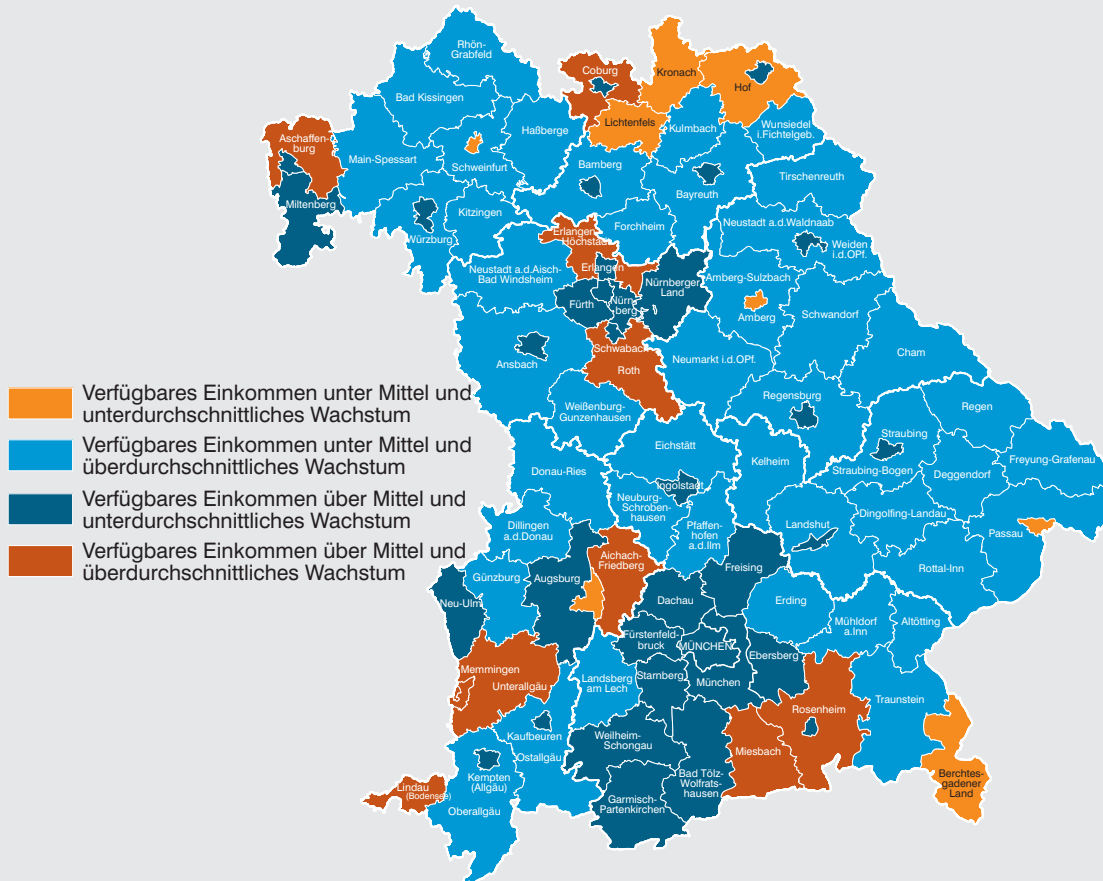 Rhön-
Grabfeld
Coburg
Kronach
Hof
Bad Kissingen
Lichtenfels
Haßberge
Kulmbach
Wunsiedel
i.Fichtelgeb.
Aschaffen-
burg
Main-Spessart
Schweinfurt
Bamberg
Bayreuth
Tirschenreuth
Miltenberg
Kitzingen
Würzburg
Forchheim
Neustadt a.d.Waldnaab
Erlangen
Höchstadt
Weiden
i.d.OPf.
Neustadt a.d.Aisch-
Bad Windsheim
Erlangen
Nürnberger
Land
Amberg-Sulzbach
Fürth
Nürn-
berg
Amberg
Schwandorf
Ansbach
Schwabach
Roth
Neumarkt i.d.OPf.
Cham
Verfügbares Einkommen unter Mittel und
unterdurchschnittliches Wachstum
Verfügbares Einkommen unter Mittel und
überdurchschnittliches Wachstum
Verfügbares Einkommen über Mittel und
unterdurchschnittliches Wachstum
Verfügbares Einkommen über Mittel und
überdurchschnittliches Wachstum
Weißenburg-
Gunzenhausen
Regensburg
Regen
Eichstätt
Straubing
Kelheim
Straubing-Bogen
Deggendorf
Freyung-Grafenau
Donau-Ries
Ingolstadt
Neuburg-
Schroben-
hausen
Dillingen
a.d.Donau
Pfaffen-
hofen
a.d.Ilm
Landshut
Dingolfing-Landau
Passau
Aichach-
Friedberg
Günzburg
Augsburg
Freising
Rottal-Inn
Neu-Ulm
Dachau
Erding
Mühldorf
a.Inn
Altötting
Fürstenfeld-
bruck
MÜNCHEN
Ebersberg
Memmingen
Unterallgäu
Landsberg
am Lech
Starnberg
München
Traunstein
Rosenheim
Kaufbeuren
Ostallgäu
Weilheim-
Schongau
Miesbach
Berchtes-
gadener
Land
Kempten
(Allgäu)
Bad Tölz-
Wolfrats-
hausen
Lindau
(Bodensee)
Oberallgäu
Garmisch-
Partenkirchen